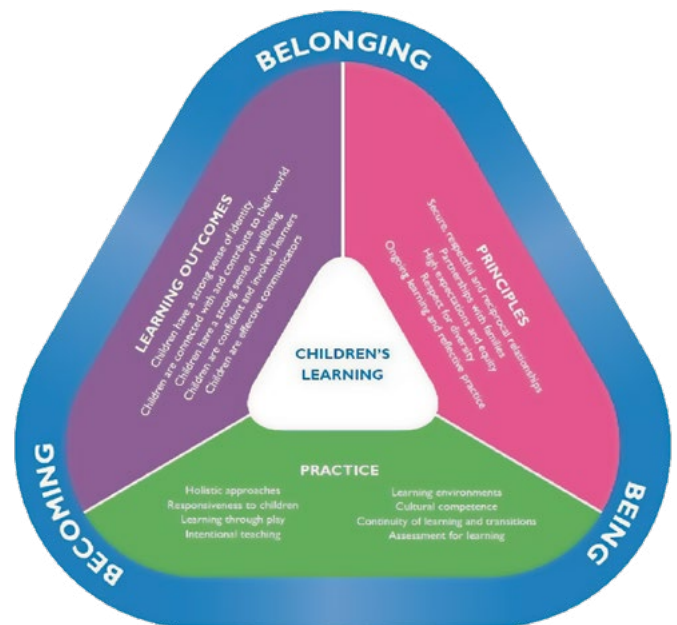 BELONGING
LEARNING OUTCOMES
Children have a strong sense of identity
Children are connected with and contribute to their world
Children have a strong sense of wellbeing
Children are confident and involved learners
Children are effective communicators
PRINCIPLES
Secure, respectful and reciprocal relationships
Partnerships with families
High expectations and equity
Respect for diversity
Ongoing learning and reflective practice
CHILDREN'S
LEARNING
PRACTICE
Holistic approaches
Responsiveness to children
Learning through play
Intentional teaching
Learning environments
Cultural competence
Continuity of learning and transitions
Assessment for learning
BECOMING
BEING